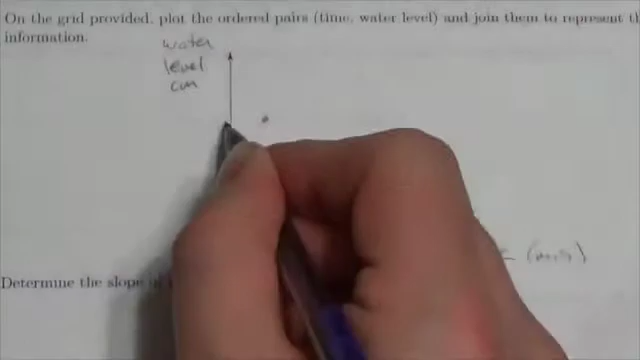 On the grid provided, plot the ordered pairs (time, water level) and join them to represent
information.
water
level
cm
Determine the slope